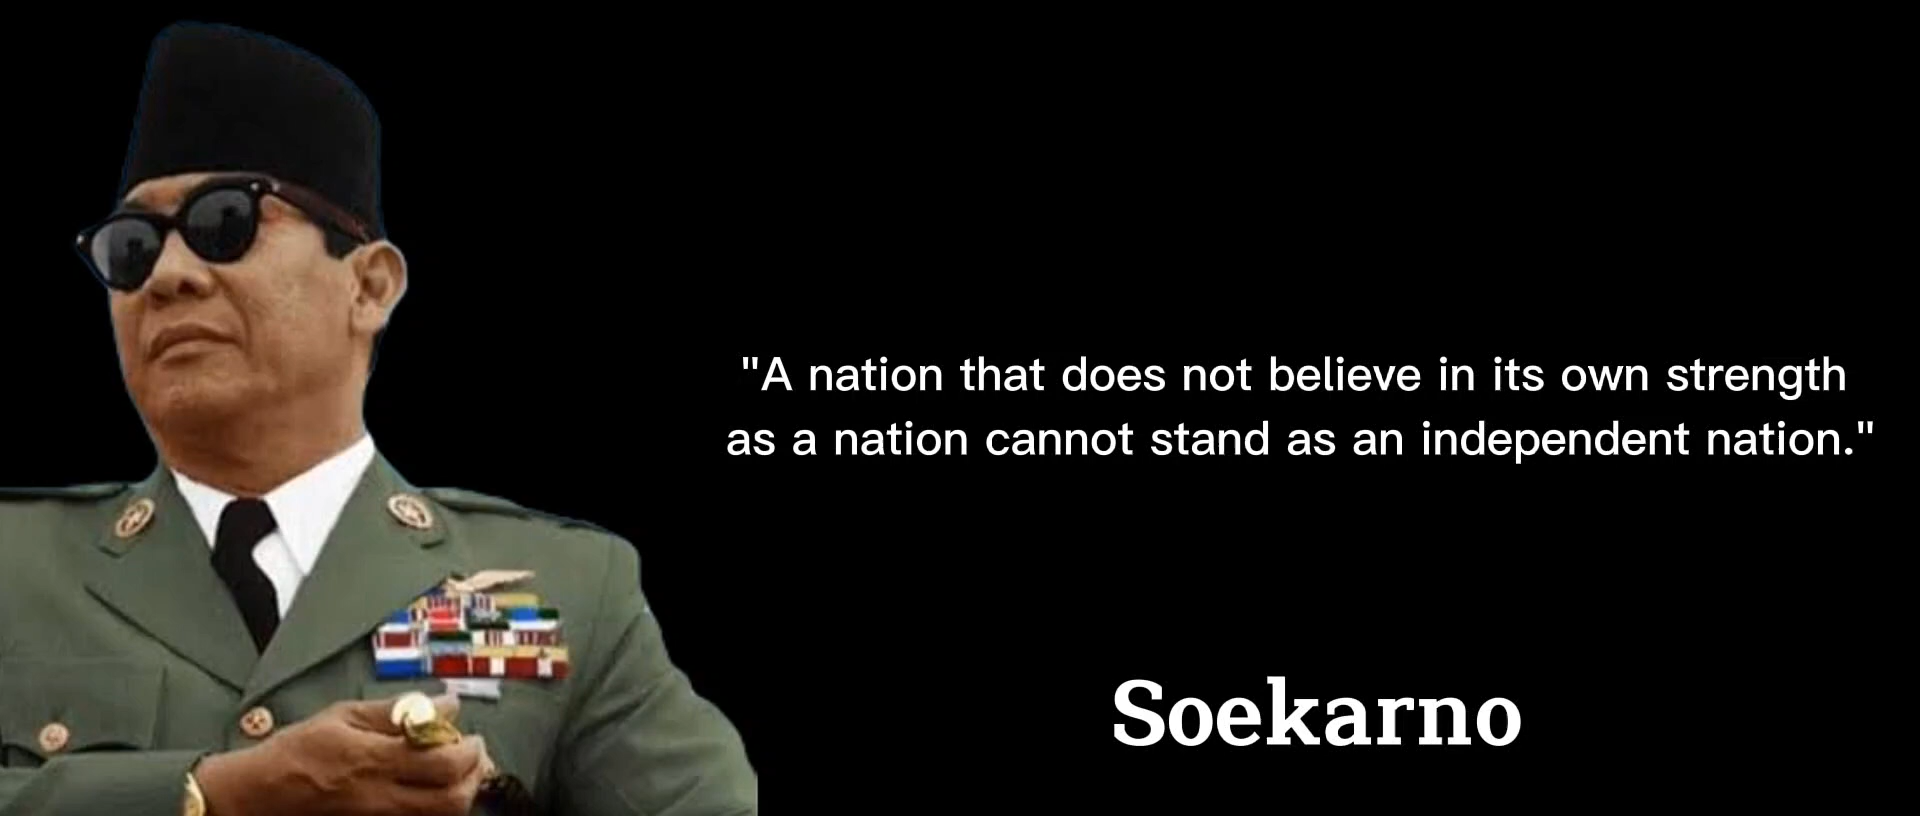 "A nation that does not believe in its own strength
as a nation cannot stand as an independent nation."
Soekarno